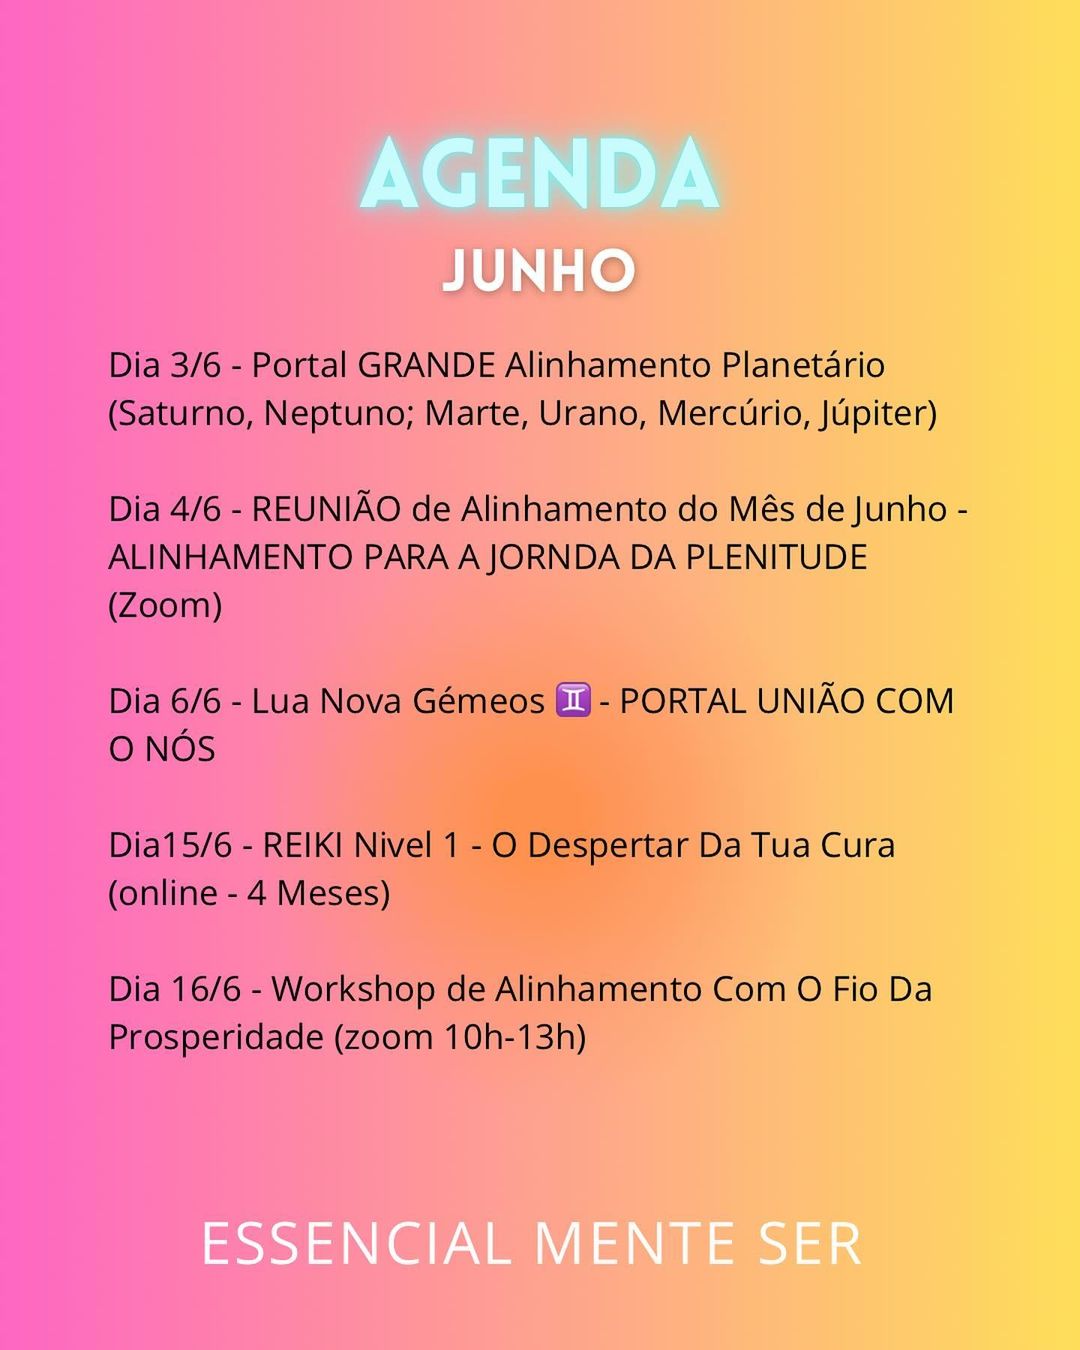 AGENDA
JUNHO
Dia 3/6 - Portal GRANDE Alinhamento Planetário
(Saturno, Neptuno; Marte, Urano, Mercúrio, Júpiter)
Dia 4/6 - REUNIÃO de Alinhamento do Mês de Junho -
ALINHAMENTO PARA A JORNDA DA PLENITUDE
(Zoom)
Dia 6/6 - Lua Nova Gémeos ♊ - PORTAL UNIÃO COM
O NÓS
Dia15/6 - REIKI Nivel 1 - O Despertar Da Tua Cura
(online - 4 Meses)
Dia 16/6 - Workshop de Alinhamento Com O Fio Da
Prosperidade (zoom 10h-13h)
ESSENCIAL MENTE SER